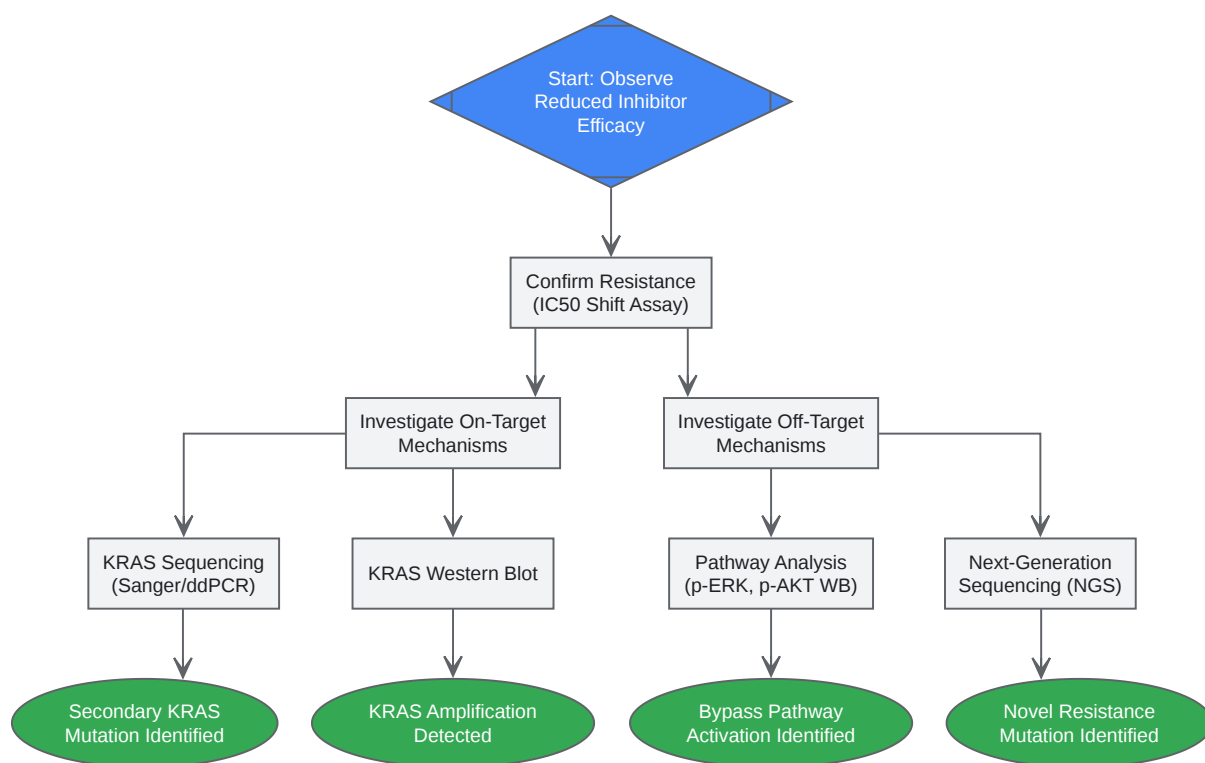 Start: Observe
Reduced Inhibitor
Efficacy
Confirm Resistance
(IC50 Shift Assay)
Investigate On-Target
Mechanisms
Investigate Off-Target
Mechanisms
KRAS Sequencing
(Sanger/ddPCR)
KRAS Western Blot
Pathway Analysis
(p-ERK, p-AKT WB)
Next-Generation
Sequencing (NGS)
Secondary KRAS
Mutation Identified
KRAS Amplification
Detected
Bypass Pathway
Activation Identified
Novel Resistance
Mutation Identified